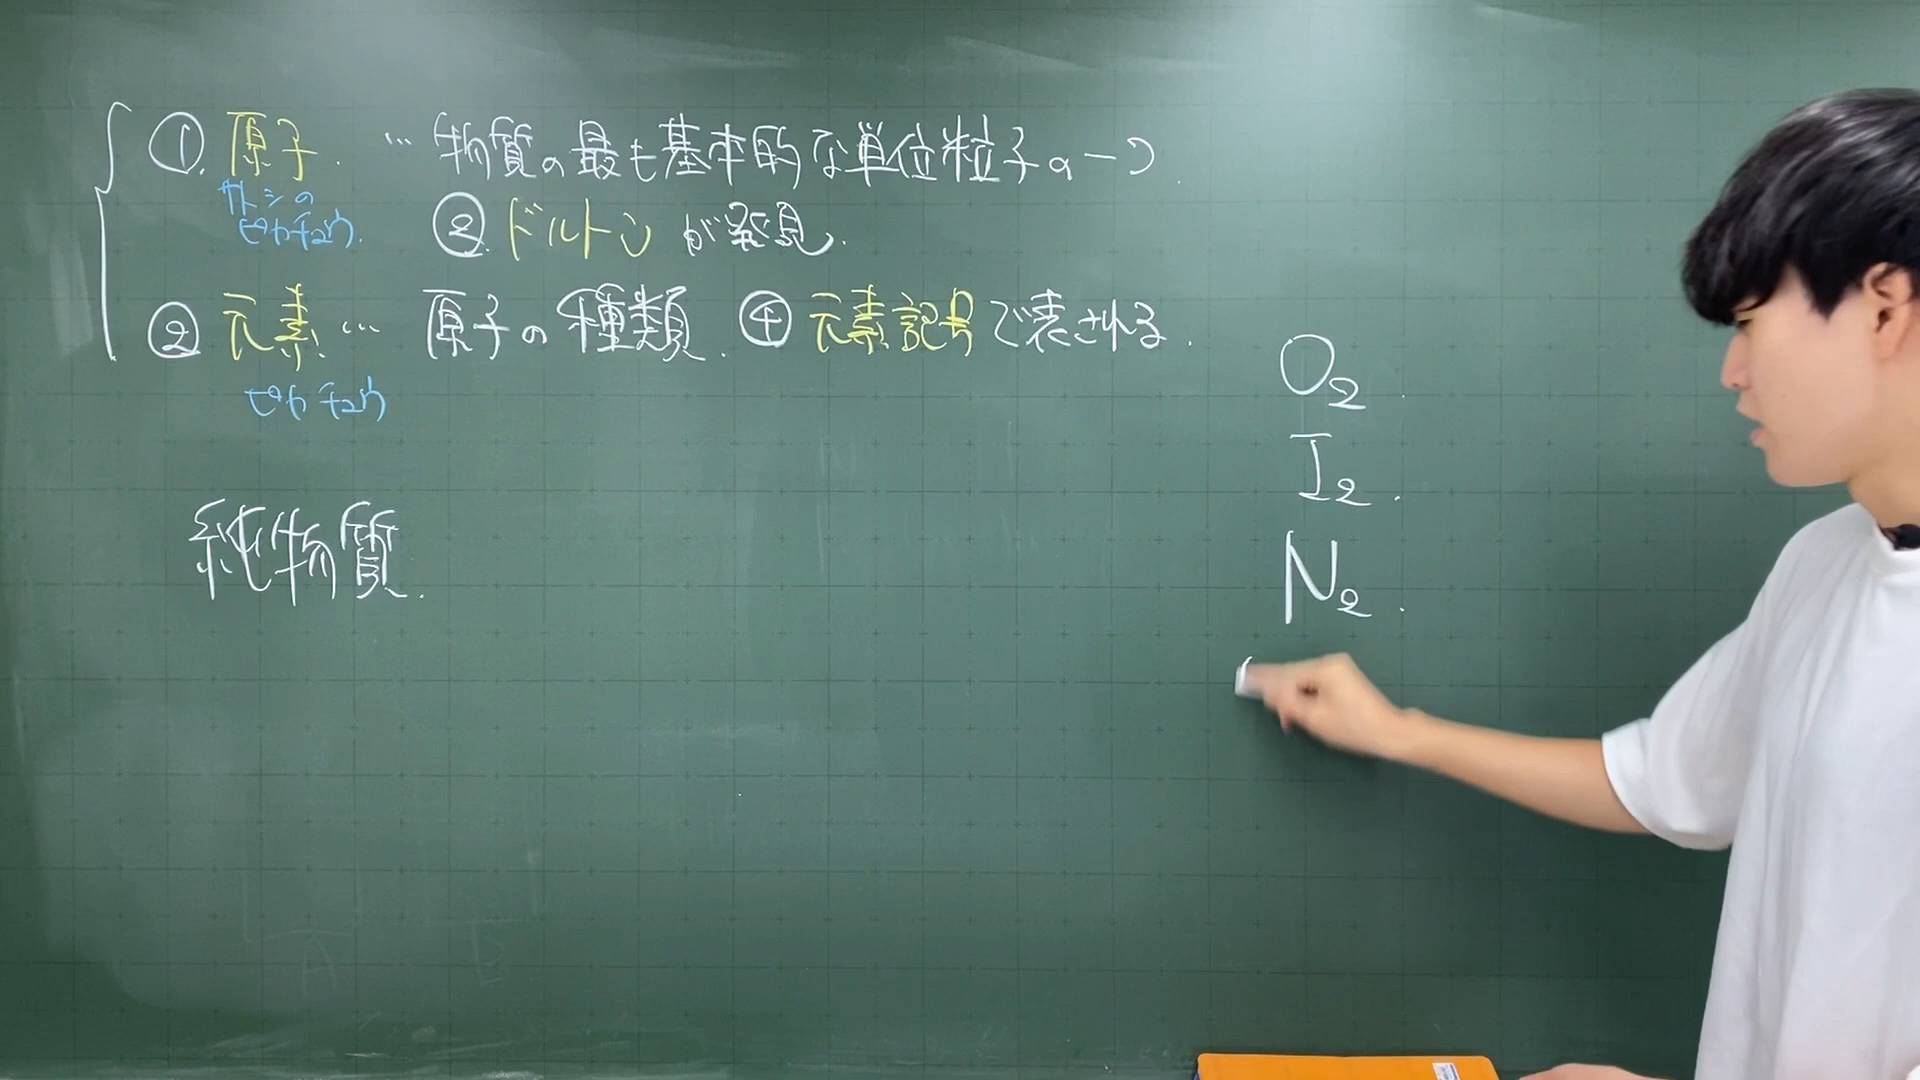 ①. 原子. … 物質の最も基本的な単位粒子の一つ.
サトシの
ピカチュウ.
③ ドルトンが発見.
② 元素 … 原子の種類. ④ 元素記号で表される.
ピカチュウ
純物質.
O₂.
I₂.
N₂.